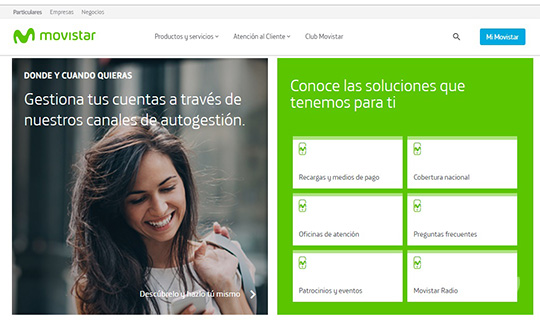 Particulares Empresas Negocios
movistar
Productos y servicios Atención al Cliente Club Movistar
Mi Movistar
DONDE Y CUANDO QUIERAS
Gestiona tus cuentas a través de
nuestros canales de autogestión.
Descúbrelo y hazlo tú mismo
Conoce las soluciones que
tenemos para ti
Recargas y medios de pago
Cobertura nacional
Oficinas de atención
Preguntas frecuentes
Patrocinios y eventos
Movistar Radio